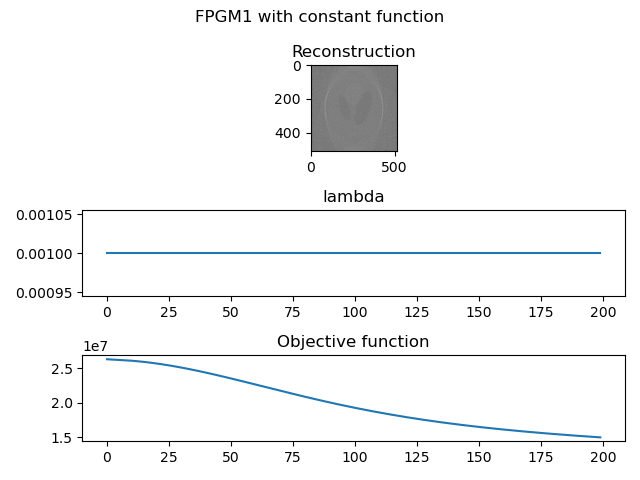 FPGM1 with constant function
Reconstruction
0
200
400
0 500
lambda
0.00105
0.00100
0.00095
0 25 50 75 100 125 150 175 200
Objective function
1e7
2.5
2.0
1.5
0 25 50 75 100 125 150 175 200